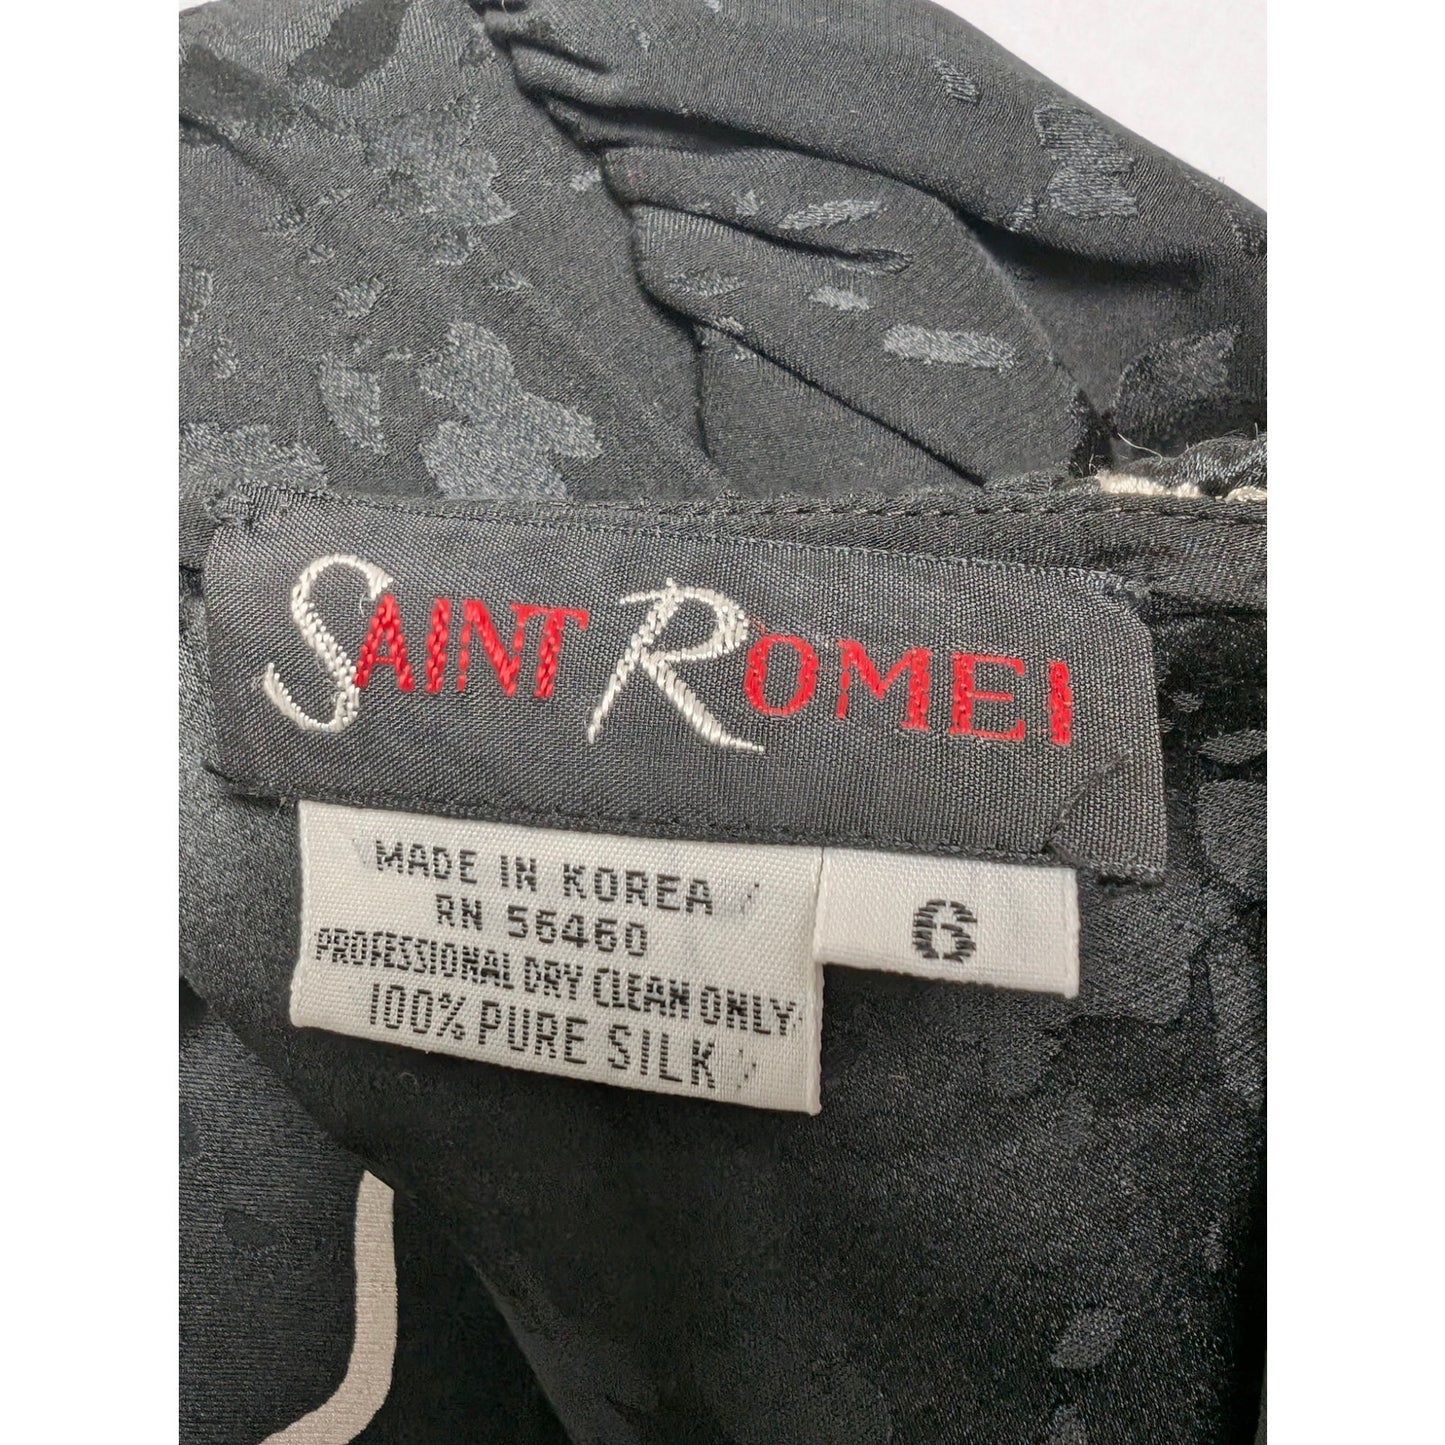 SAINT ROMEI
MADE IN KOREA
RN 56460
PROFESSIONAL DRY CLEAN ONLY
100% PURE SILK
6